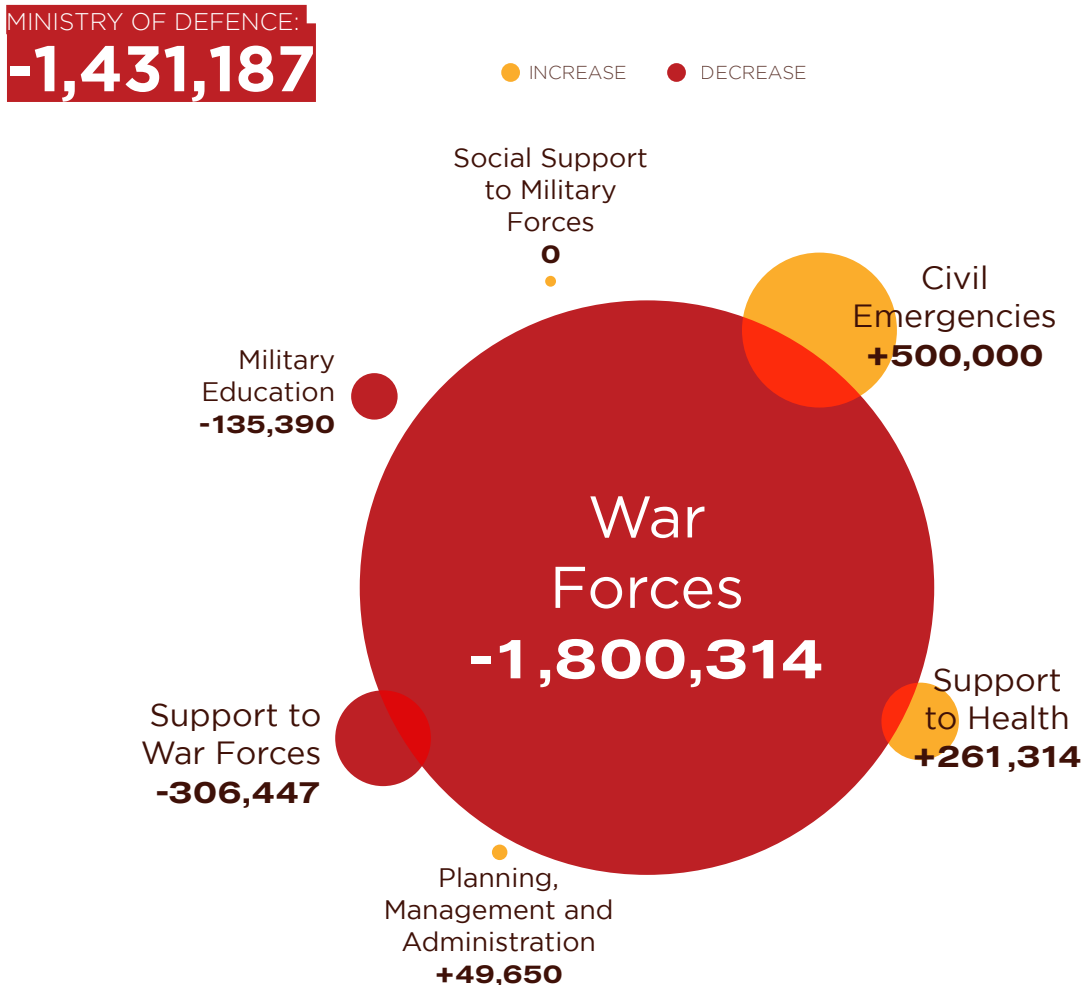 MINISTRY OF DEFENCE:
-1,431,187
INCREASE
DECREASE
Social Support
to Military
Forces
0
Civil
Emergencies
+500,000
Military
Education
-135,390
War
Forces
-1,800,314
Support
to Health
+261,314
Support to
War Forces
-306,447
Planning,
Management and
Administration
+49,650